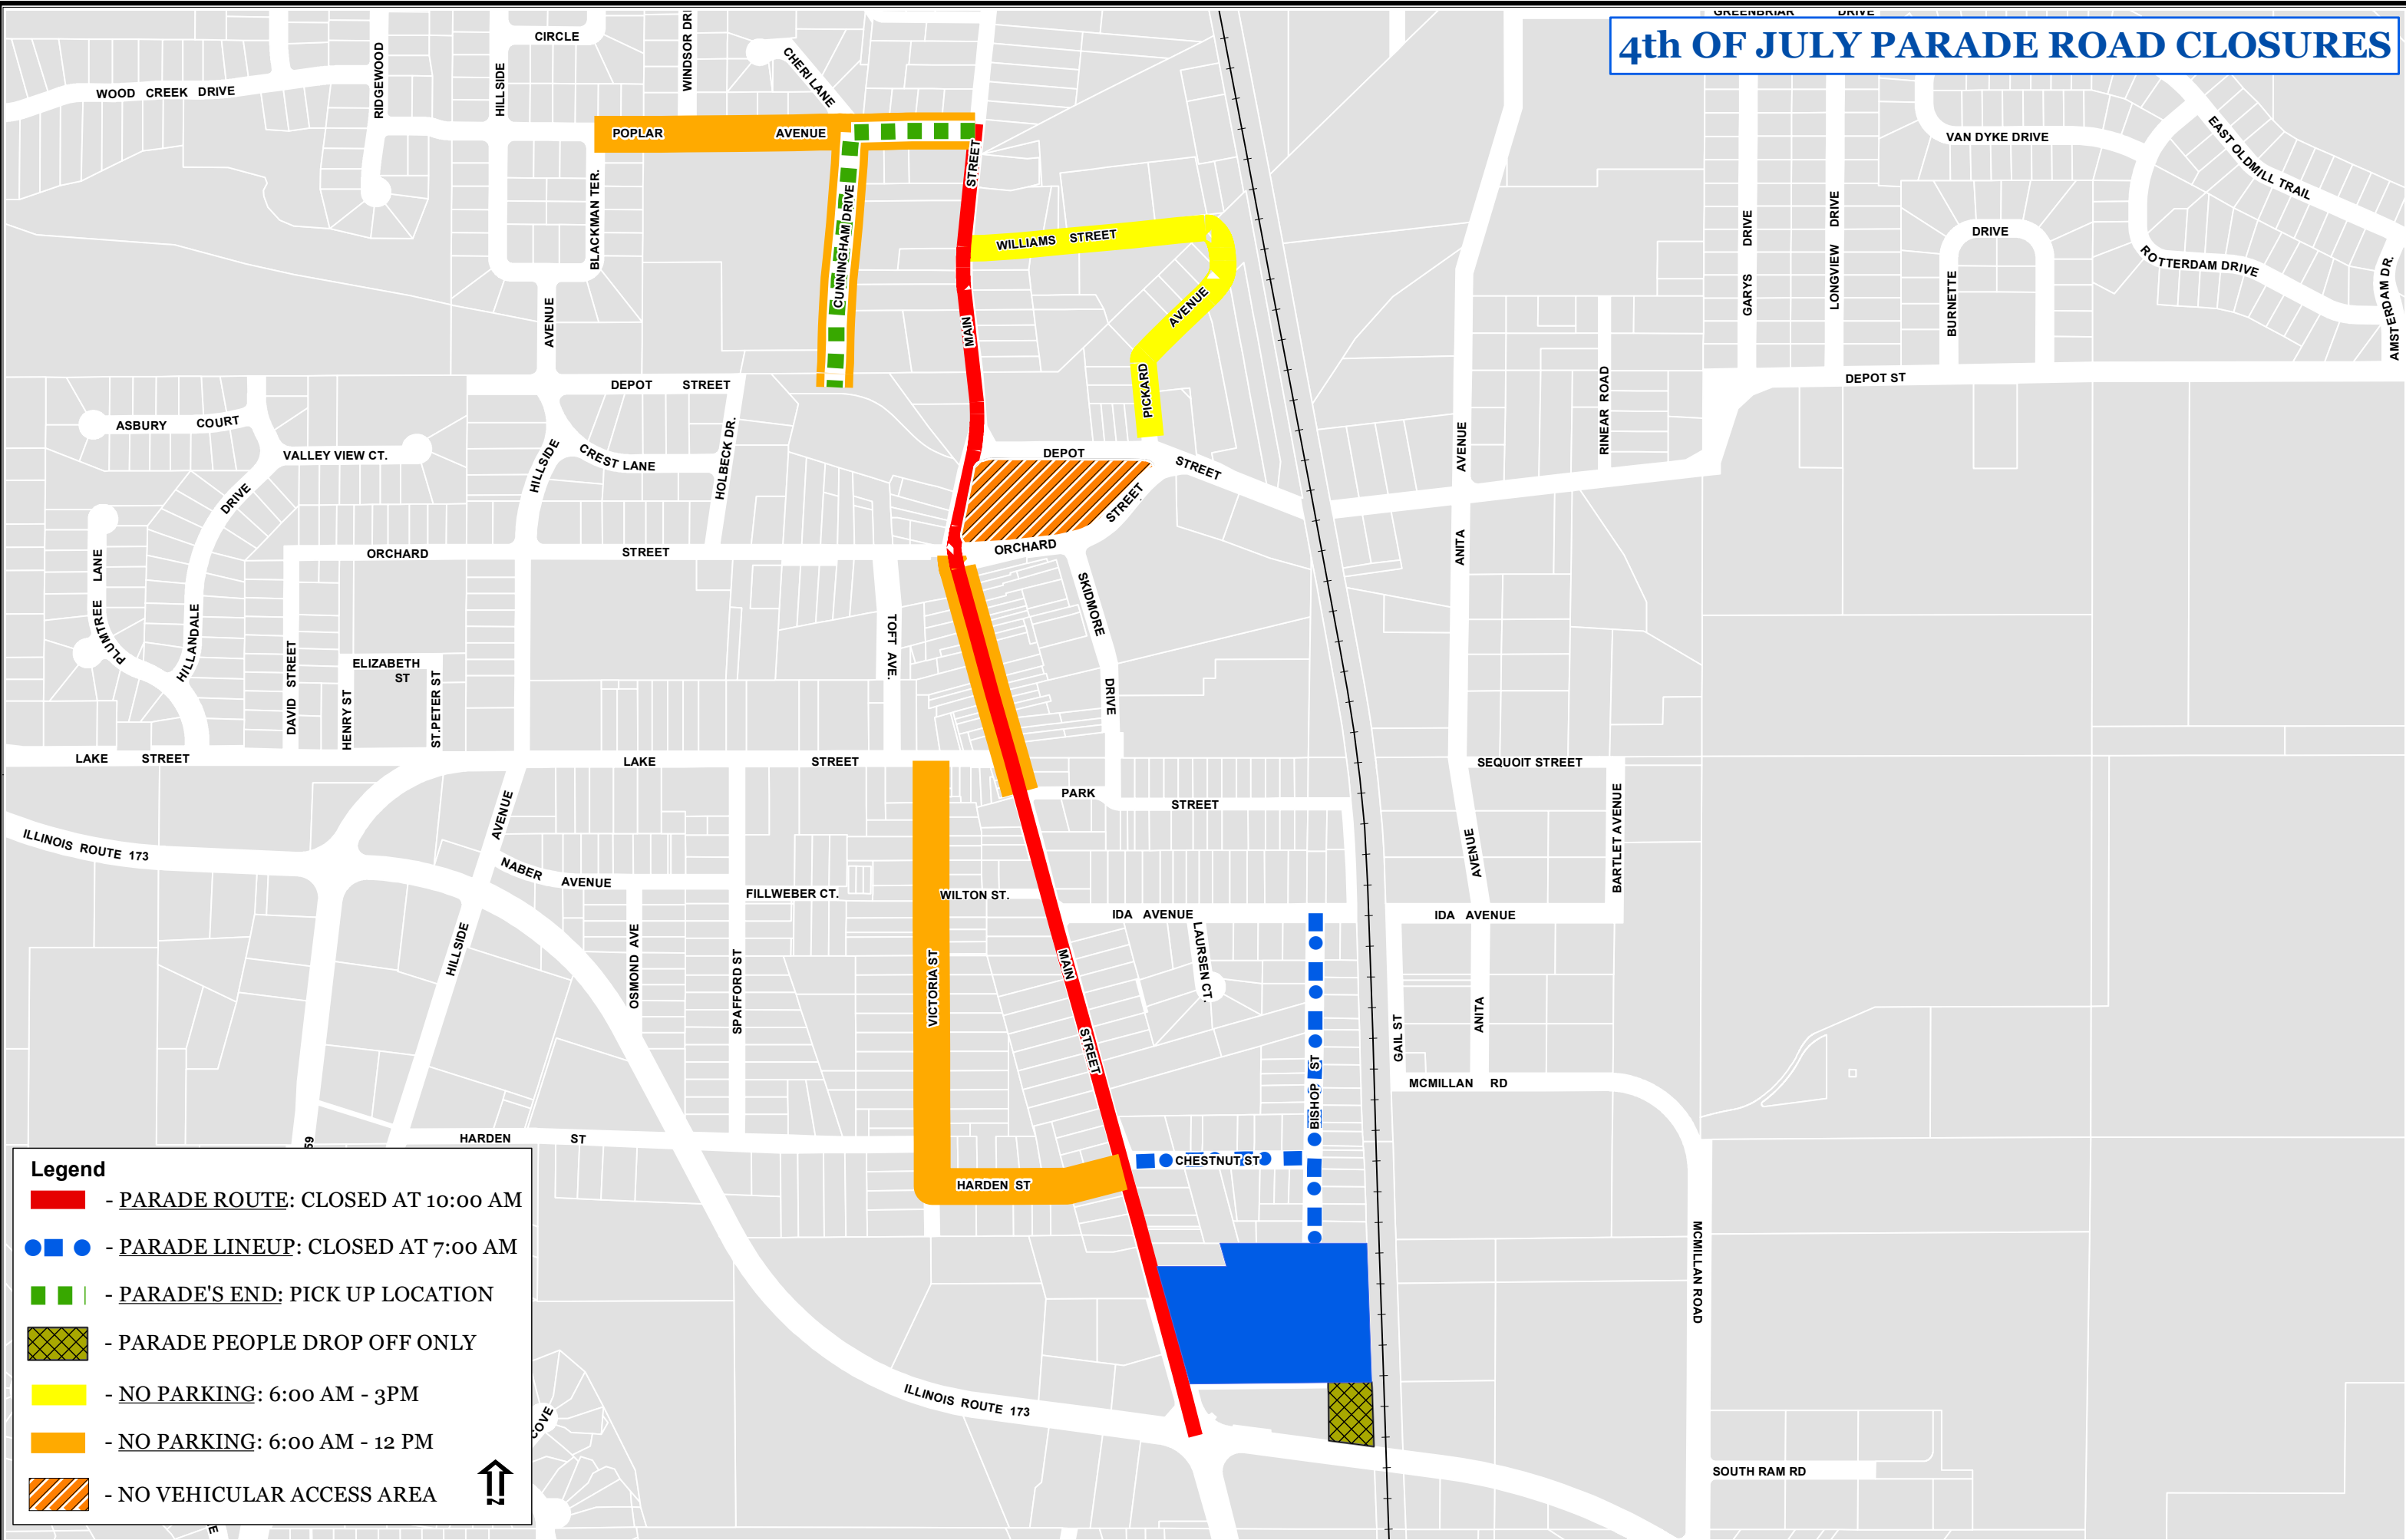 GREENBRIAR DRIVE
4th OF JULY PARADE ROAD CLOSURES
CIRCLE
WINDSOR DRI
CHERI LANE
RIDGEWOOD
HILLSIDE
WOOD CREEK DRIVE
POPLAR AVENUE
STREET
VAN DYKE DRIVE
EAST OLDMILL TRAIL
BLACKMAN TER.
CUNNINGHAM DRIVE
WILLIAMS STREET
GARYS DRIVE
LONGVIEW DRIVE
DRIVE
BURNETTE
ROTTERDAM DRIVE
AMSTERDAM DR.
AVENUE
MAIN
AVENUE
PICKARD
DEPOT STREET
DEPOT ST
RINEAR ROAD
ASBURY COURT
VALLEY VIEW CT.
HILLSIDE
CREST LANE
HOLBECK DR.
DEPOT
STREET
AVENUE
DRIVE
STREET
ORCHARD
ORCHARD STREET
ANITA
PLUMTREE LANE
HILLANDALE
SKIDMORE
DRIVE
TOFT AVE.
DAVID STREET
ELIZABETH
ST
HENRY ST
ST.PETER ST
LAKE STREET
LAKE STREET
SEQUOIT STREET
PARK
STREET
BARTLET AVENUE
ILLINOIS ROUTE 173
AVENUE
NABER AVENUE
FILLWEBER CT.
WILTON ST.
AVENUE
IDA AVENUE
IDA AVENUE
HILLSIDE
OSMOND AVE
SPAFFORD ST
VICTORIA ST
MAIN
STREET
LAURSEN CT.
BISHOP ST
GAIL ST
ANITA
MCMILLAN RD
59
HARDEN ST
CHESTNUT ST
HARDEN ST
MCMILLAN ROAD
ILLINOIS ROUTE 173
COVE
SOUTH RAM RD
Legend
- PARADE ROUTE: CLOSED AT 10:00 AM
- PARADE LINEUP: CLOSED AT 7:00 AM
- PARADE'S END: PICK UP LOCATION
- PARADE PEOPLE DROP OFF ONLY
- NO PARKING: 6:00 AM - 3PM
- NO PARKING: 6:00 AM - 12 PM
- NO VEHICULAR ACCESS AREA
N